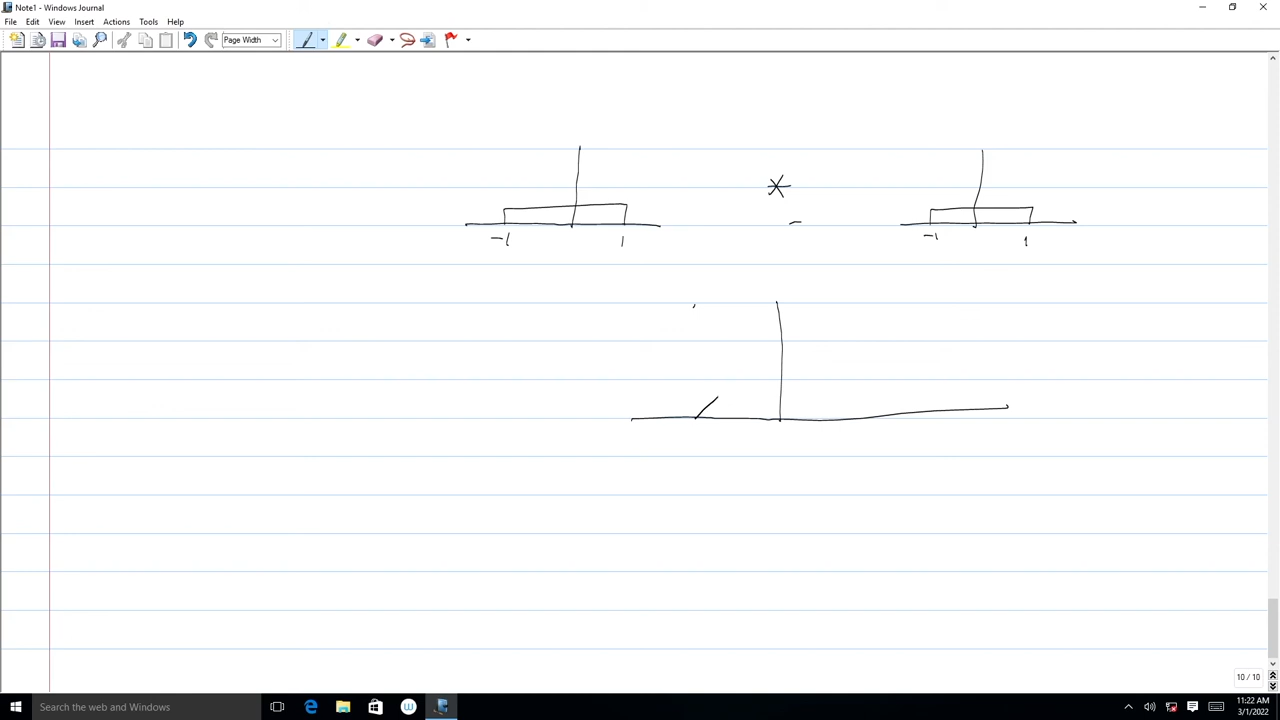 Note1 - Windows Journal
File Edit View Insert Actions Tools Help
Page Width
*
-1 1 -1 1
10 / 10
Search the web and Windows
11:22 AM
3/1/2022